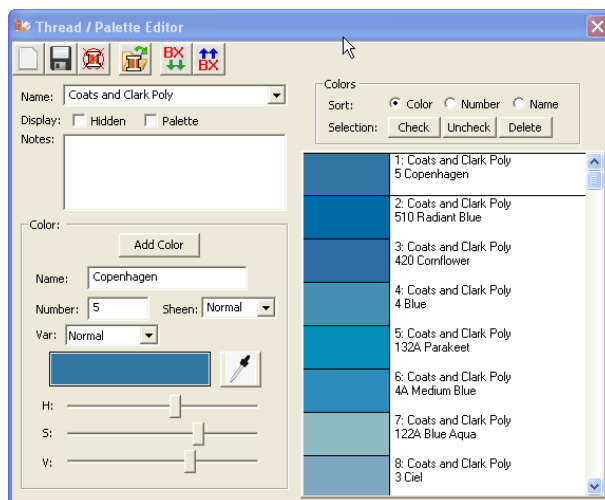 Thread / Palette Editor
BX
BX
Name: Coats and Clark Poly
Display: Hidden Palette
Notes:
Colors
Sort: Color Number Name
Selection: Check Uncheck Delete
Color:
Add Color
Name: Copenhagen
Number: 5 Sheen: Normal
Var: Normal
H:
S:
V:
1: Coats and Clark Poly
5 Copenhagen
2: Coats and Clark Poly
510 Radiant Blue
3: Coats and Clark Poly
420 Cornflower
4: Coats and Clark Poly
4 Blue
5: Coats and Clark Poly
132A Parakeet
6: Coats and Clark Poly
4A Medium Blue
7: Coats and Clark Poly
122A Blue Aqua
8: Coats and Clark Poly
3 Ciel